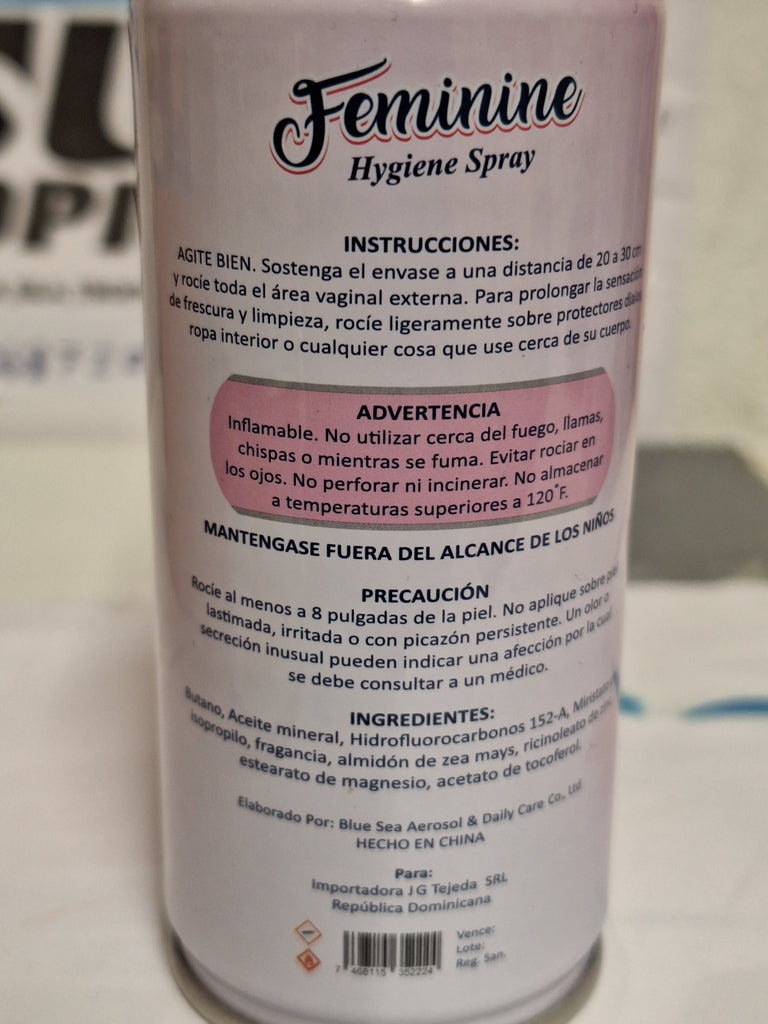 Feminine
Hygiene Spray
INSTRUCCIONES:
AGITE BIEN. Sostenga el envase a una distancia de 20 a 30 cm
y rocíe toda el área vaginal externa. Para prolongar la sensación
de frescura y limpieza, rocíe ligeramente sobre protectores
ropa interior o cualquier cosa que use cerca de su cuerpo.
ADVERTENCIA
Inflamable. No utilizar cerca del fuego, llamas,
chispas o mientras se fuma. Evitar rociar en
los ojos. No perforar ni incinerar. No almacenar
a temperaturas superiores a 120°F.
MANTENGASE FUERA DEL ALCANCE DE LOS NIÑOS
PRECAUCIÓN
Rocíe al menos a 8 pulgadas de la piel. No aplique sobre piel
lastimada, irritada o con picazón persistente. Un olor o
secreción inusual pueden indicar una afección por la cual
se debe consultar a un médico.
INGREDIENTES:
Butano, Aceite mineral, Hidrofluorocarbonos 152-A, Miristato
isopropilo, fragancia, almidón de zea mays, ricinoleato de zinc,
estearato de magnesio, acetato de tocoferol.
Elaborado Por: Blue Sea Aerosol & Daily Care Co., Ltd.
HECHO EN CHINA
Para:
Importadora J G Tejeda SRL
República Dominicana
Vence:
Lote:
Reg. San.
7 468115 352224